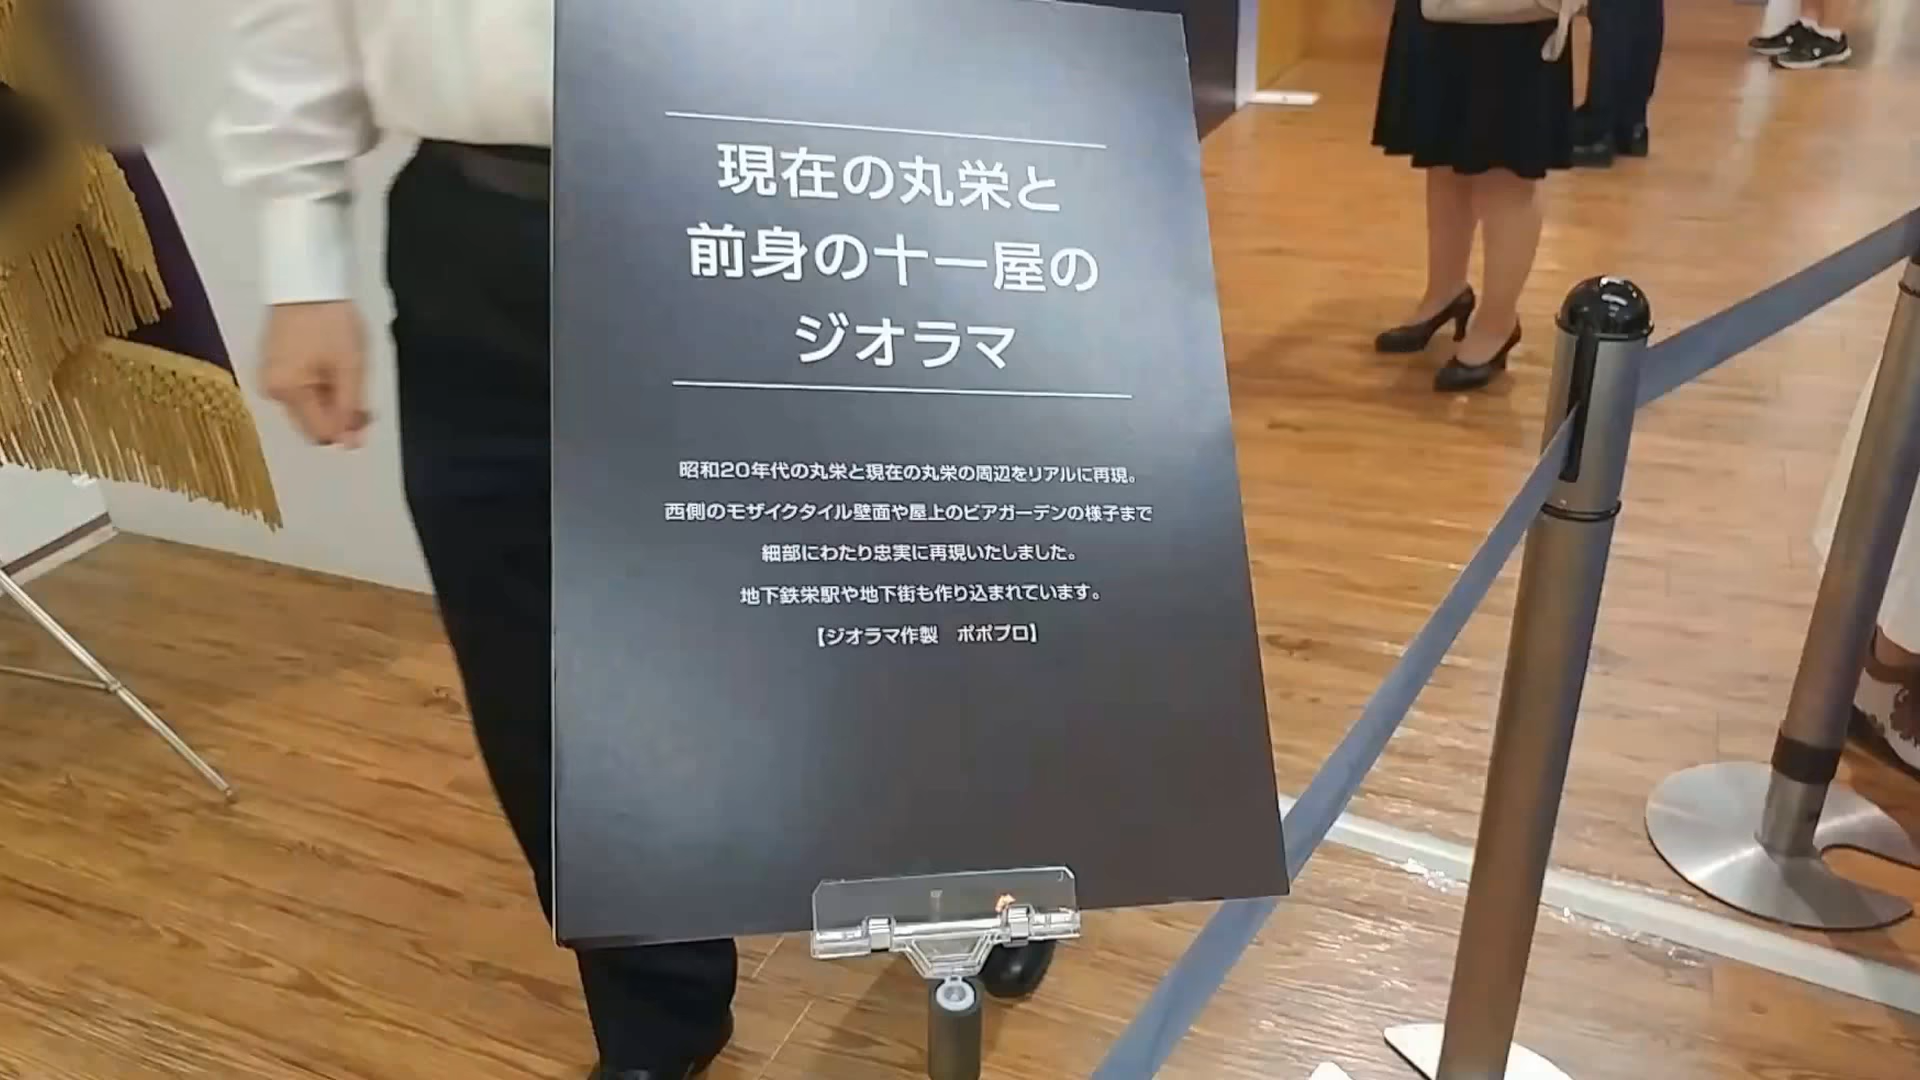 現在の丸栄と
前身の十一屋の
ジオラマ
昭和20年代の丸栄と現在の丸栄の周辺をリアルに再現。
西側のモザイクタイル壁面や屋上のビアガーデンの様子まで
細部にわたり忠実に再現いたしました。
地下鉄栄駅や地下街も作り込まれています。
【ジオラマ作製　ポポプロ】